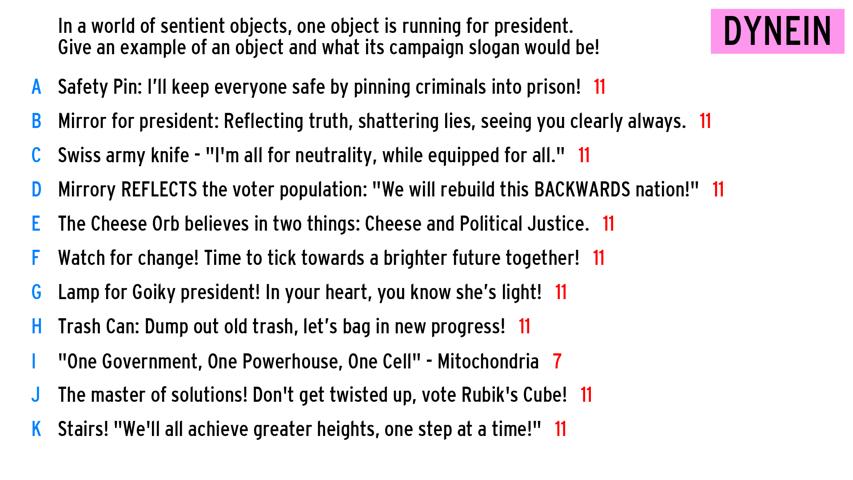 In a world of sentient objects, one object is running for president.
Give an example of an object and what its campaign slogan would be!
DYNEIN
A Safety Pin: I'll keep everyone safe by pinning criminals into prison! 11
B Mirror for president: Reflecting truth, shattering lies, seeing you clearly always. 11
C Swiss army knife - "I'm all for neutrality, while equipped for all." 11
D Mirrory REFLECTS the voter population: "We will rebuild this BACKWARDS nation!" 11
E The Cheese Orb believes in two things: Cheese and Political Justice. 11
F Watch for change! Time to tick towards a brighter future together! 11
G Lamp for Goiky president! In your heart, you know she's light! 11
H Trash Can: Dump out old trash, let's bag in new progress! 11
I "One Government, One Powerhouse, One Cell" - Mitochondria 7
J The master of solutions! Don't get twisted up, vote Rubik's Cube! 11
K Stairs! "We'll all achieve greater heights, one step at a time!" 11